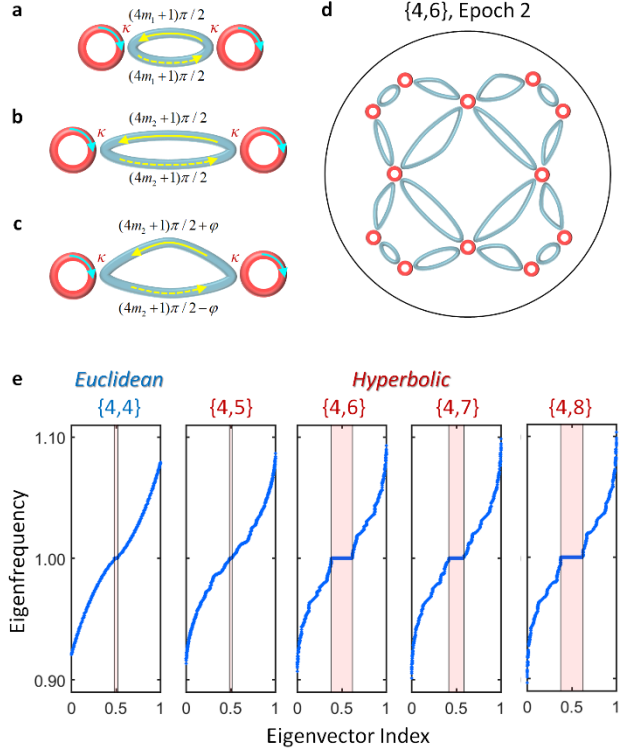 a
(4m₁+1)π/2
κ κ
(4m₁+1)π/2
b
(4m₂+1)π/2
κ κ
(4m₂+1)π/2
c
(4m₂+1)π/2+φ
κ κ
(4m₂+1)π/2−φ
d
{4,6}, Epoch 2
e
Euclidean Hyperbolic
{4,4} {4,5} {4,6} {4,7} {4,8}
Eigenfrequency
1.10
1.00
0.90
0 0.5 1 0 0.5 1 0 0.5 1 0 0.5 1 0 0.5 1
Eigenvector Index